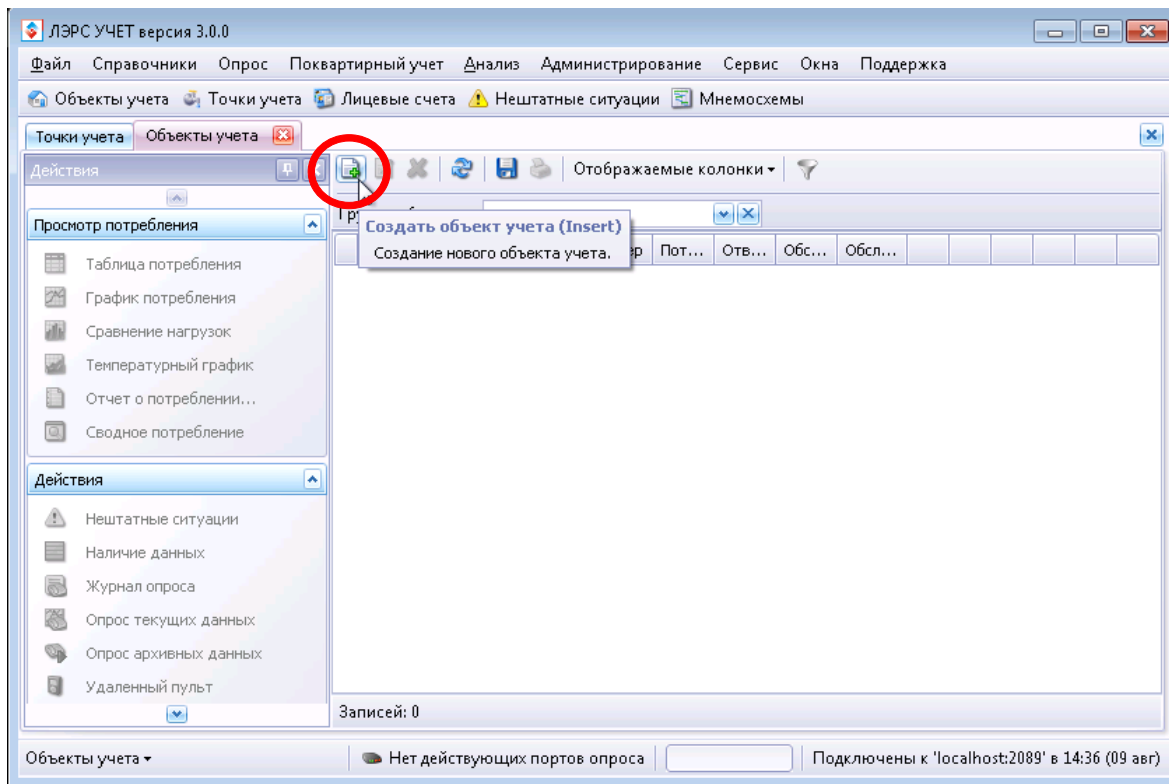 ЛЭРС УЧЕТ версия 3.0.0
Файл Справочники Опрос Поквартирный учет Анализ Администрирование Сервис Окна Поддержка
Объекты учета Точки учета Лицевые счета Нештатные ситуации Мнемосхемы
Точки учета Объекты учета
Действия Отображаемые колонки
Создать объект учета (Insert)
Создание нового объекта учета.
Пот... Отв... Обс... Обсл...
Просмотр потребления
Таблица потребления
График потребления
Сравнение нагрузок
Температурный график
Отчет о потреблении...
Сводное потребление
Действия
Нештатные ситуации
Наличие данных
Журнал опроса
Опрос текущих данных
Опрос архивных данных
Удаленный пульт
Записей: 0
Объекты учета Нет действующих портов опроса Подключены к 'localhost:2089' в 14:36 (09 авг)